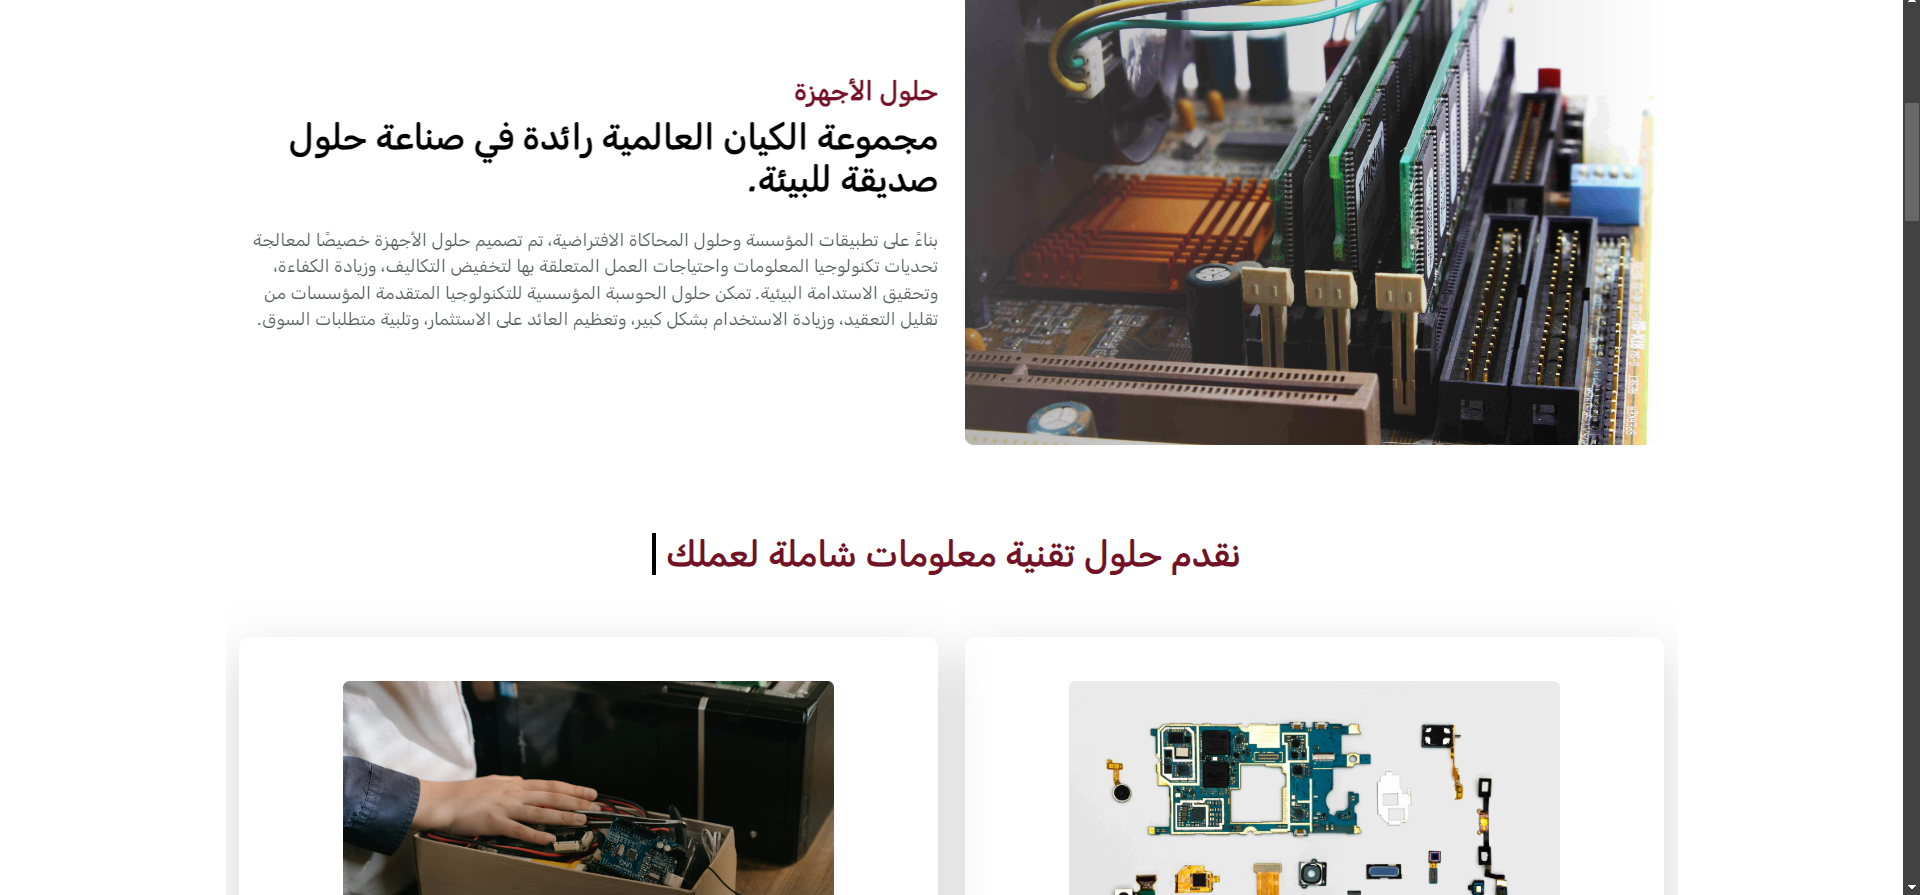 حلول الأجهزة
مجموعة الكيان العالمية رائدة في صناعة حلول
صديقة للبيئة.
بناءً على تطبيقات المؤسسة وحلول المحاكاة الافتراضية، تم تصميم حلول الأجهزة خصيصًا لمعالجة
تحديات تكنولوجيا المعلومات واحتياجات العمل المتعلقة بها لتخفيض التكاليف، وزيادة الكفاءة،
وتحقيق الاستدامة البيئية. تمكن حلول الحوسبة المؤسسية للتكنولوجيا المتقدمة المؤسسات من
تقليل التعقيد، وزيادة الاستخدام بشكل كبير، وتعظيم العائد على الاستثمار، وتلبية متطلبات السوق.
نقدم حلول تقنية معلومات شاملة لعملك